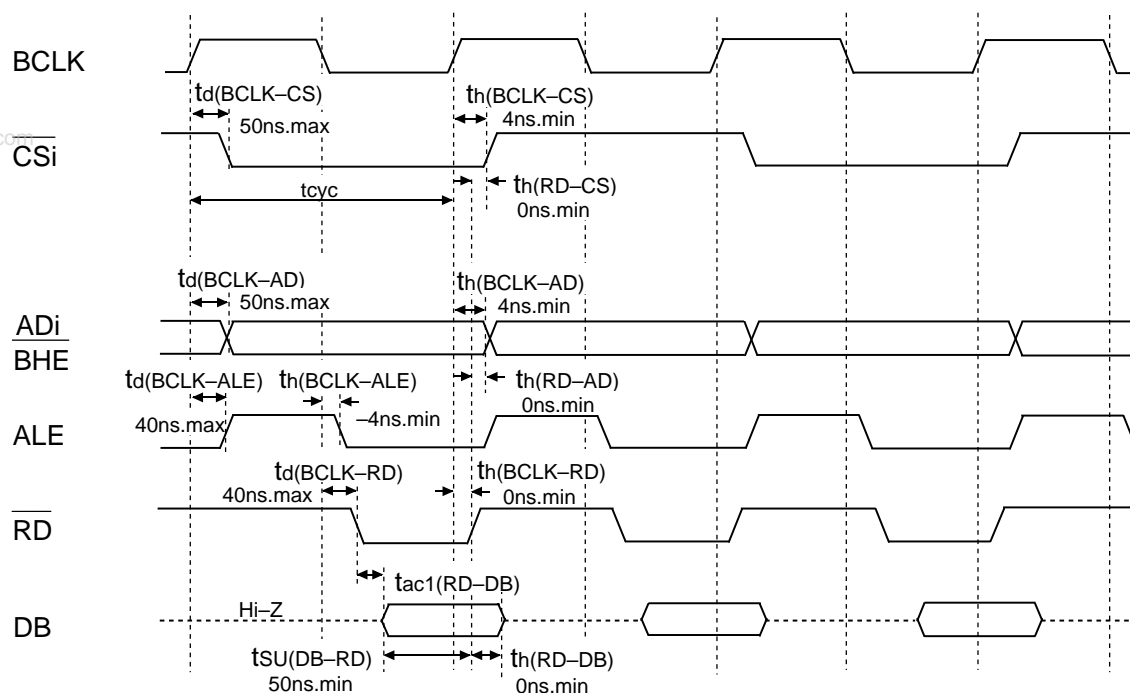 BCLK
td(BCLK–CS)
50ns.max
th(BCLK–CS)
4ns.min
com
CSi
tcyc
th(RD–CS)
0ns.min
td(BCLK–AD)
50ns.max
th(BCLK–AD)
4ns.min
ADi
BHE
td(BCLK–ALE)
40ns.max
th(BCLK–ALE)
–4ns.min
th(RD–AD)
0ns.min
ALE
td(BCLK–RD)
40ns.max
th(BCLK–RD)
0ns.min
RD
tac1(RD–DB)
Hi–Z
DB
tSU(DB–RD)
50ns.min
th(RD–DB)
0ns.min